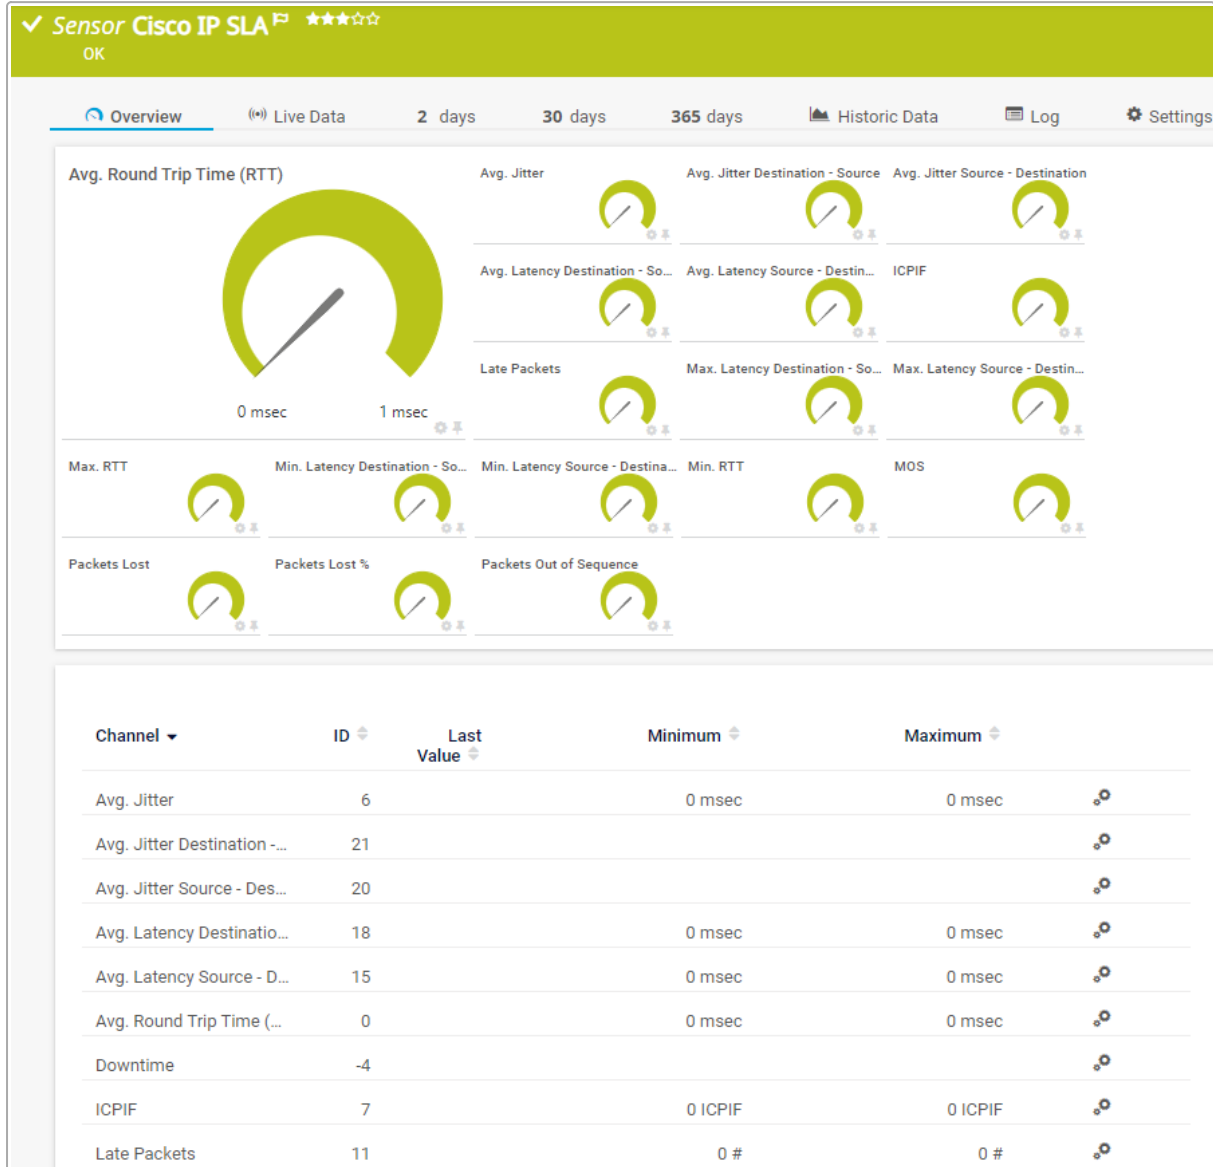 Sensor Cisco IP SLA
OK
Overview Live Data 2 days 30 days 365 days Historic Data Log Settings
Avg. Round Trip Time (RTT)
0 msec 1 msec
Avg. Jitter Avg. Jitter Destination - Source Avg. Jitter Source - Destination
Avg. Latency Destination - So... Avg. Latency Source - Destin... ICPIF
Late Packets Max. Latency Destination - So... Max. Latency Source - Destin...
Max. RTT Min. Latency Destination - So... Min. Latency Source - Destina... Min. RTT MOS
Packets Lost Packets Lost % Packets Out of Sequence
Channel ID Last Value Minimum Maximum
Avg. Jitter 6 0 msec 0 msec
Avg. Jitter Destination -... 21
Avg. Jitter Source - Des... 20
Avg. Latency Destinatio... 18 0 msec 0 msec
Avg. Latency Source - D... 15 0 msec 0 msec
Avg. Round Trip Time (... 0 0 msec 0 msec
Downtime -4
ICPIF 7 0 ICPIF 0 ICPIF
Late Packets 11 0 # 0 #